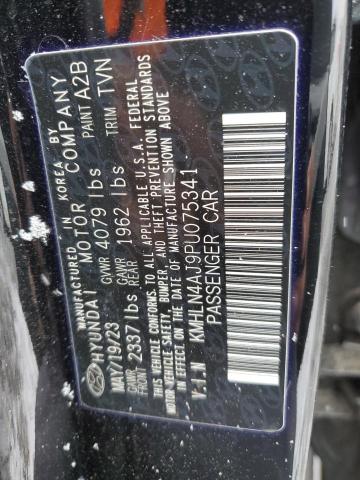 MANUFACTURED IN KOREA BY
HYUNDAI MOTOR COMPANY
MAY/19/23 GVWR 4079 lbs PAINT A2B
GAWR FRONT 2337 lbs GAWR REAR 1962 lbs TRIM TVN
THIS VEHICLE CONFORMS TO ALL APPLICABLE U.S.A. FEDERAL
MOTOR VEHICLE SAFETY, BUMPER, AND THEFT PREVENTION STANDARDS
IN EFFECT ON THE DATE OF MANUFACTURE SHOWN ABOVE
V·I·N KMHLN4AJ9PU075341
PASSENGER CAR